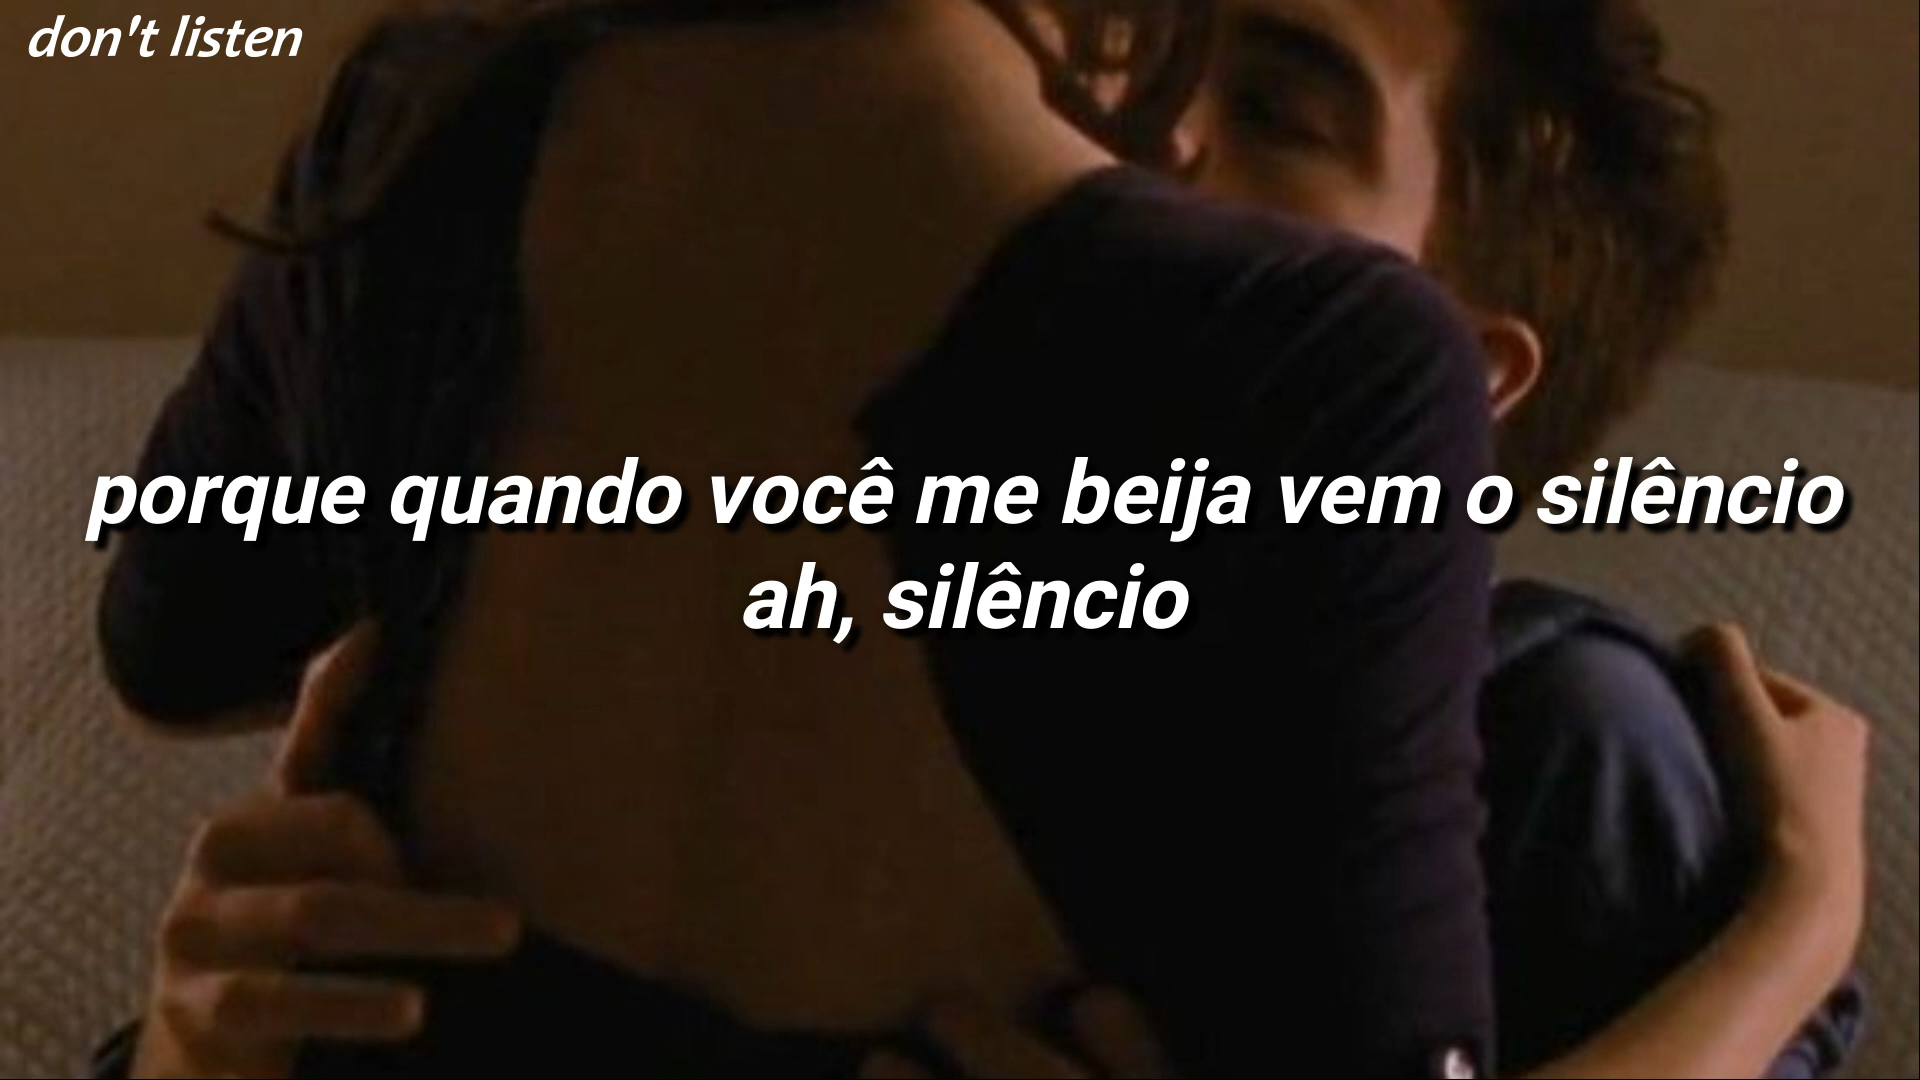 don't listen
porque quando você me beija vem o silêncio
ah, silêncio